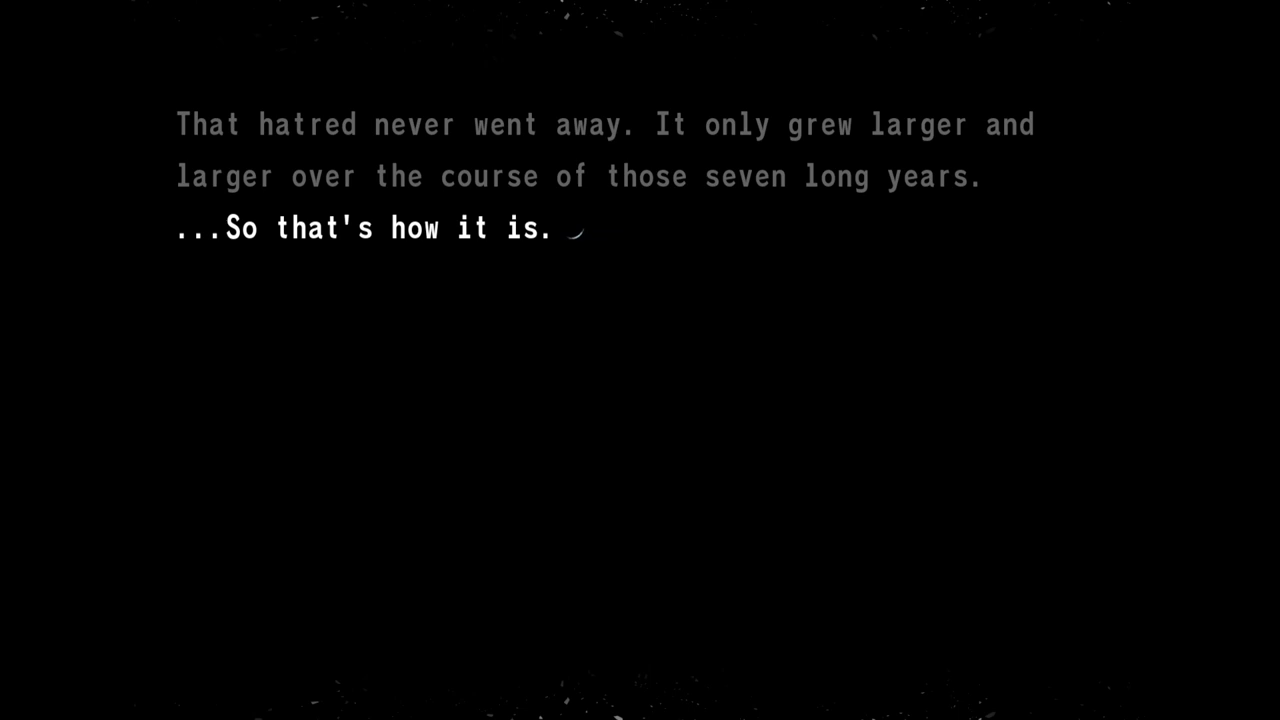 That hatred never went away. It only grew larger and
larger over the course of those seven long years.
...So that's how it is.